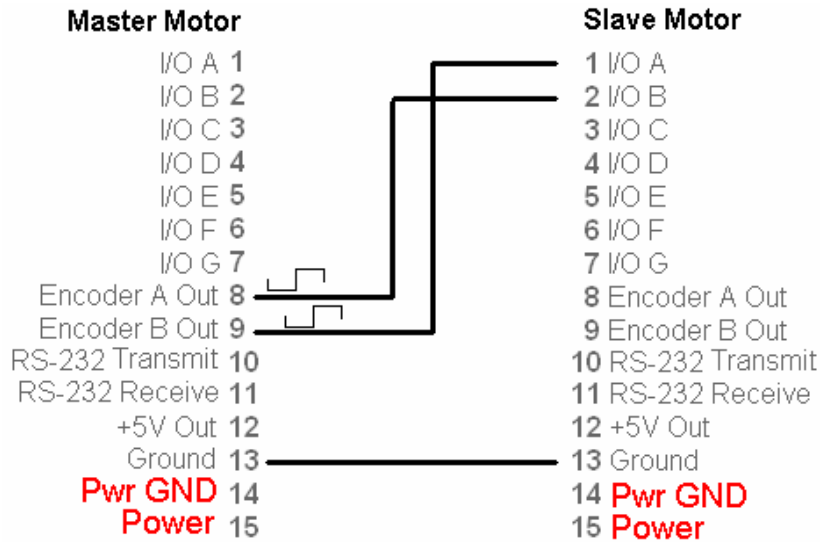 Master Motor
Slave Motor
I/O A 1
1 I/O A
I/O B 2
2 I/O B
I/O C 3
3 I/O C
I/O D 4
4 I/O D
I/O E 5
5 I/O E
I/O F 6
6 I/O F
I/O G 7
7 I/O G
Encoder A Out 8
8 Encoder A Out
Encoder B Out 9
9 Encoder B Out
RS-232 Transmit 10
10 RS-232 Transmit
RS-232 Receive 11
11 RS-232 Receive
+5V Out 12
12 +5V Out
Ground 13
13 Ground
Pwr GND 14
14 Pwr GND
Power 15
15 Power